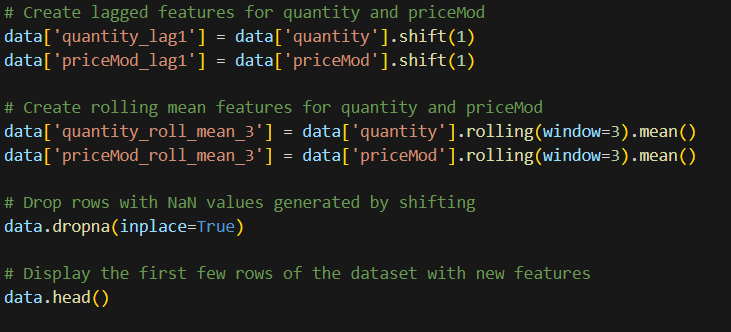 # Create lagged features for quantity and priceMod
data['quantity_lag1'] = data['quantity'].shift(1)
data['priceMod_lag1'] = data['priceMod'].shift(1)
# Create rolling mean features for quantity and priceMod
data['quantity_roll_mean_3'] = data['quantity'].rolling(window=3).mean()
data['priceMod_roll_mean_3'] = data['priceMod'].rolling(window=3).mean()
# Drop rows with NaN values generated by shifting
data.dropna(inplace=True)
# Display the first few rows of the dataset with new features
data.head()